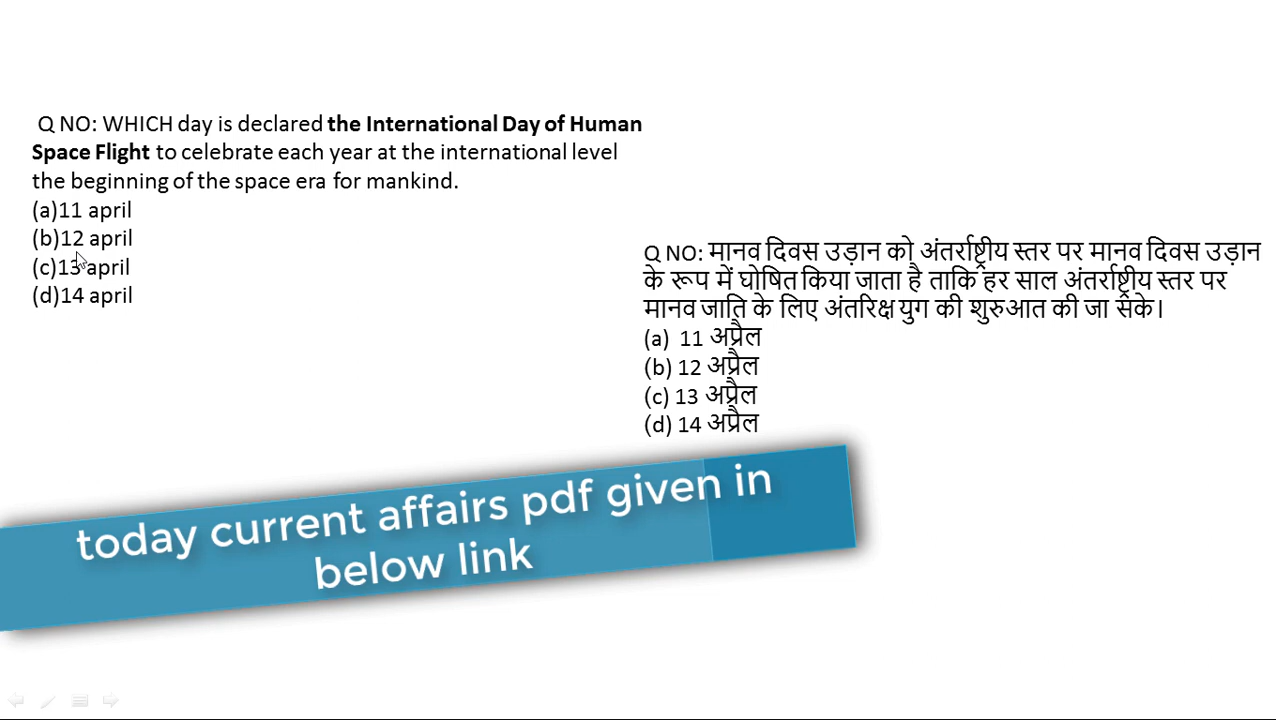 Q NO: WHICH day is declared the International Day of Human
Space Flight to celebrate each year at the international level
the beginning of the space era for mankind.
(a)11 april
(b)12 april
(c)13 april
(d)14 april
Q NO: मानव दिवस उड़ान को अंतर्राष्ट्रीय स्तर पर मानव दिवस उड़ान
के रूप में घोषित किया जाता है ताकि हर साल अंतर्राष्ट्रीय स्तर पर
मानव जाति के लिए अंतरिक्ष युग की शुरुआत की जा सके।
(a) 11 अप्रैल
(b) 12 अप्रैल
(c) 13 अप्रैल
(d) 14 अप्रैल
today current affairs pdf given in
below link